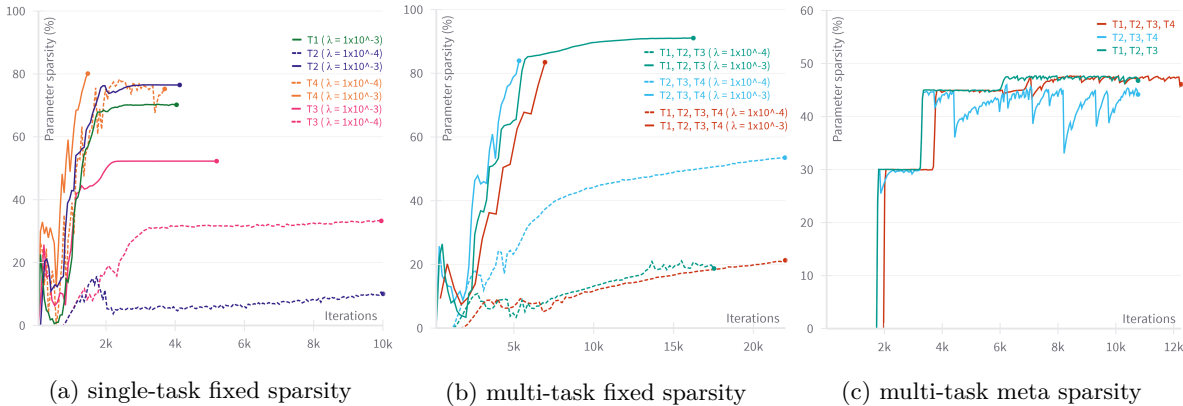 Parameter sparsity (%)
100
80
60
40
20
0
T1 (λ = 1x10^-3)
T2 (λ = 1x10^-4)
T2 (λ = 1x10^-3)
T4 (λ = 1x10^-4)
T4 (λ = 1x10^-3)
T3 (λ = 1x10^-3)
T3 (λ = 1x10^-4)
Iterations
2k 4k 6k 8k 10k
(a) single-task fixed sparsity
Parameter sparsity (%)
100
80
60
40
20
0
T1, T2, T3 (λ = 1x10^-4)
T1, T2, T3 (λ = 1x10^-3)
T2, T3, T4 (λ = 1x10^-4)
T2, T3, T4 (λ = 1x10^-3)
T1, T2, T3, T4 (λ = 1x10^-4)
T1, T2, T3, T4 (λ = 1x10^-3)
Iterations
5k 10k 15k 20k
(b) multi-task fixed sparsity
Parameter sparsity (%)
60
50
40
30
20
10
0
T1, T2, T3, T4
T2, T3, T4
T1, T2, T3
Iterations
2k 4k 6k 8k 10k 12k
(c) multi-task meta sparsity